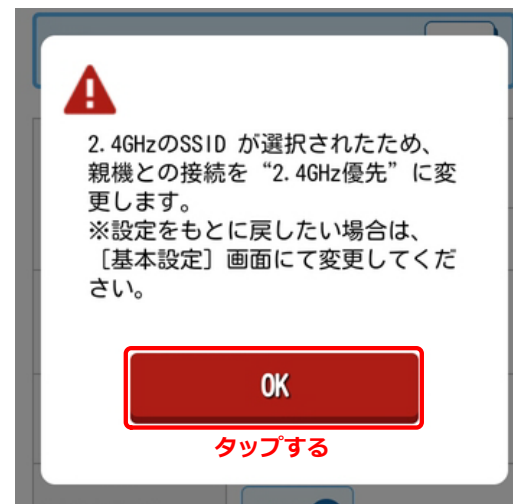 2.4GHzのSSID が選択されたため、
親機との接続を“2.4GHz優先”に変
更します。
※設定をもとに戻したい場合は、
［基本設定］画面にて変更してくだ
さい。
OK
タップする